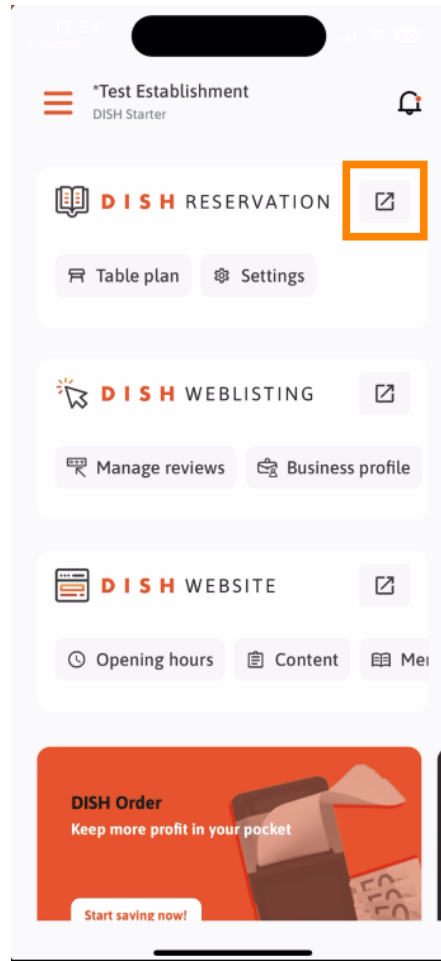 *Test Establishment
DISH Starter
DISH RESERVATION
Table plan
Settings
DISH WEBLISTING
Manage reviews
Business profile
DISH WEBSITE
Opening hours
Content
DISH Order
Keep more profit in your pocket
Start saving now!